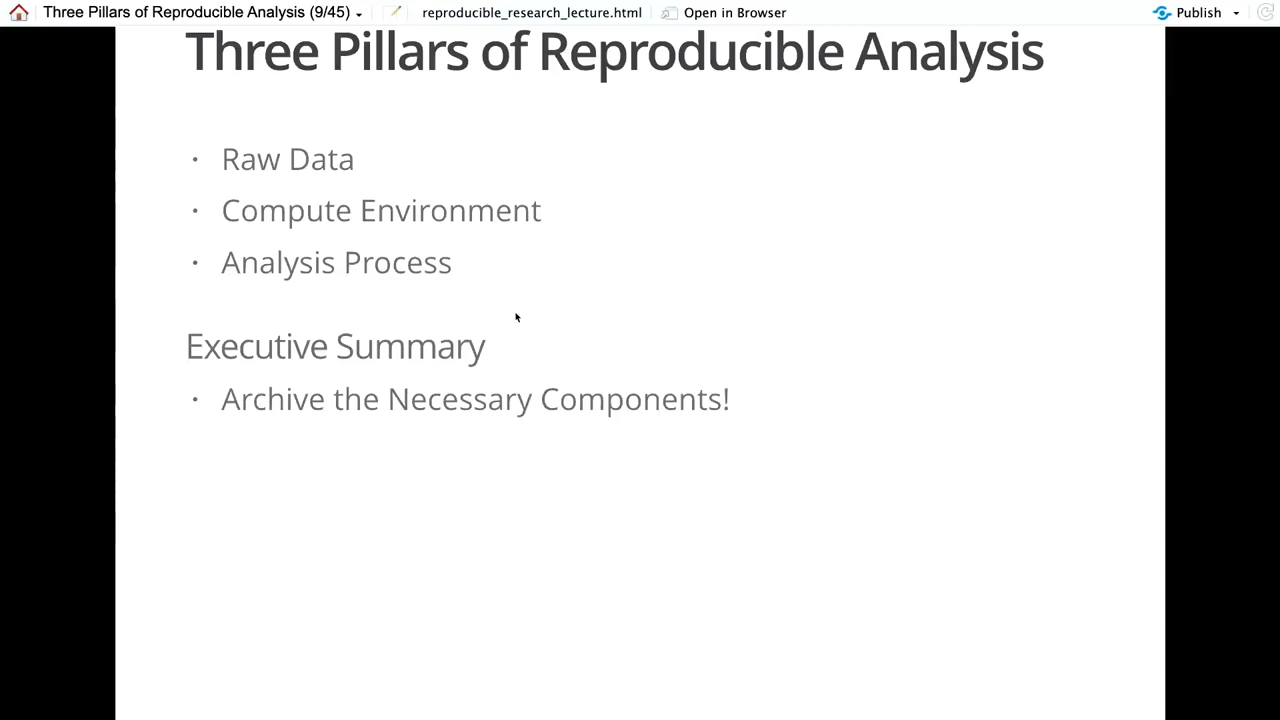 Three Pillars of Reproducible Analysis (9/45) reproducible_research_lecture.html Open in Browser Publish
Three Pillars of Reproducible Analysis
· Raw Data
· Compute Environment
· Analysis Process
Executive Summary
· Archive the Necessary Components!